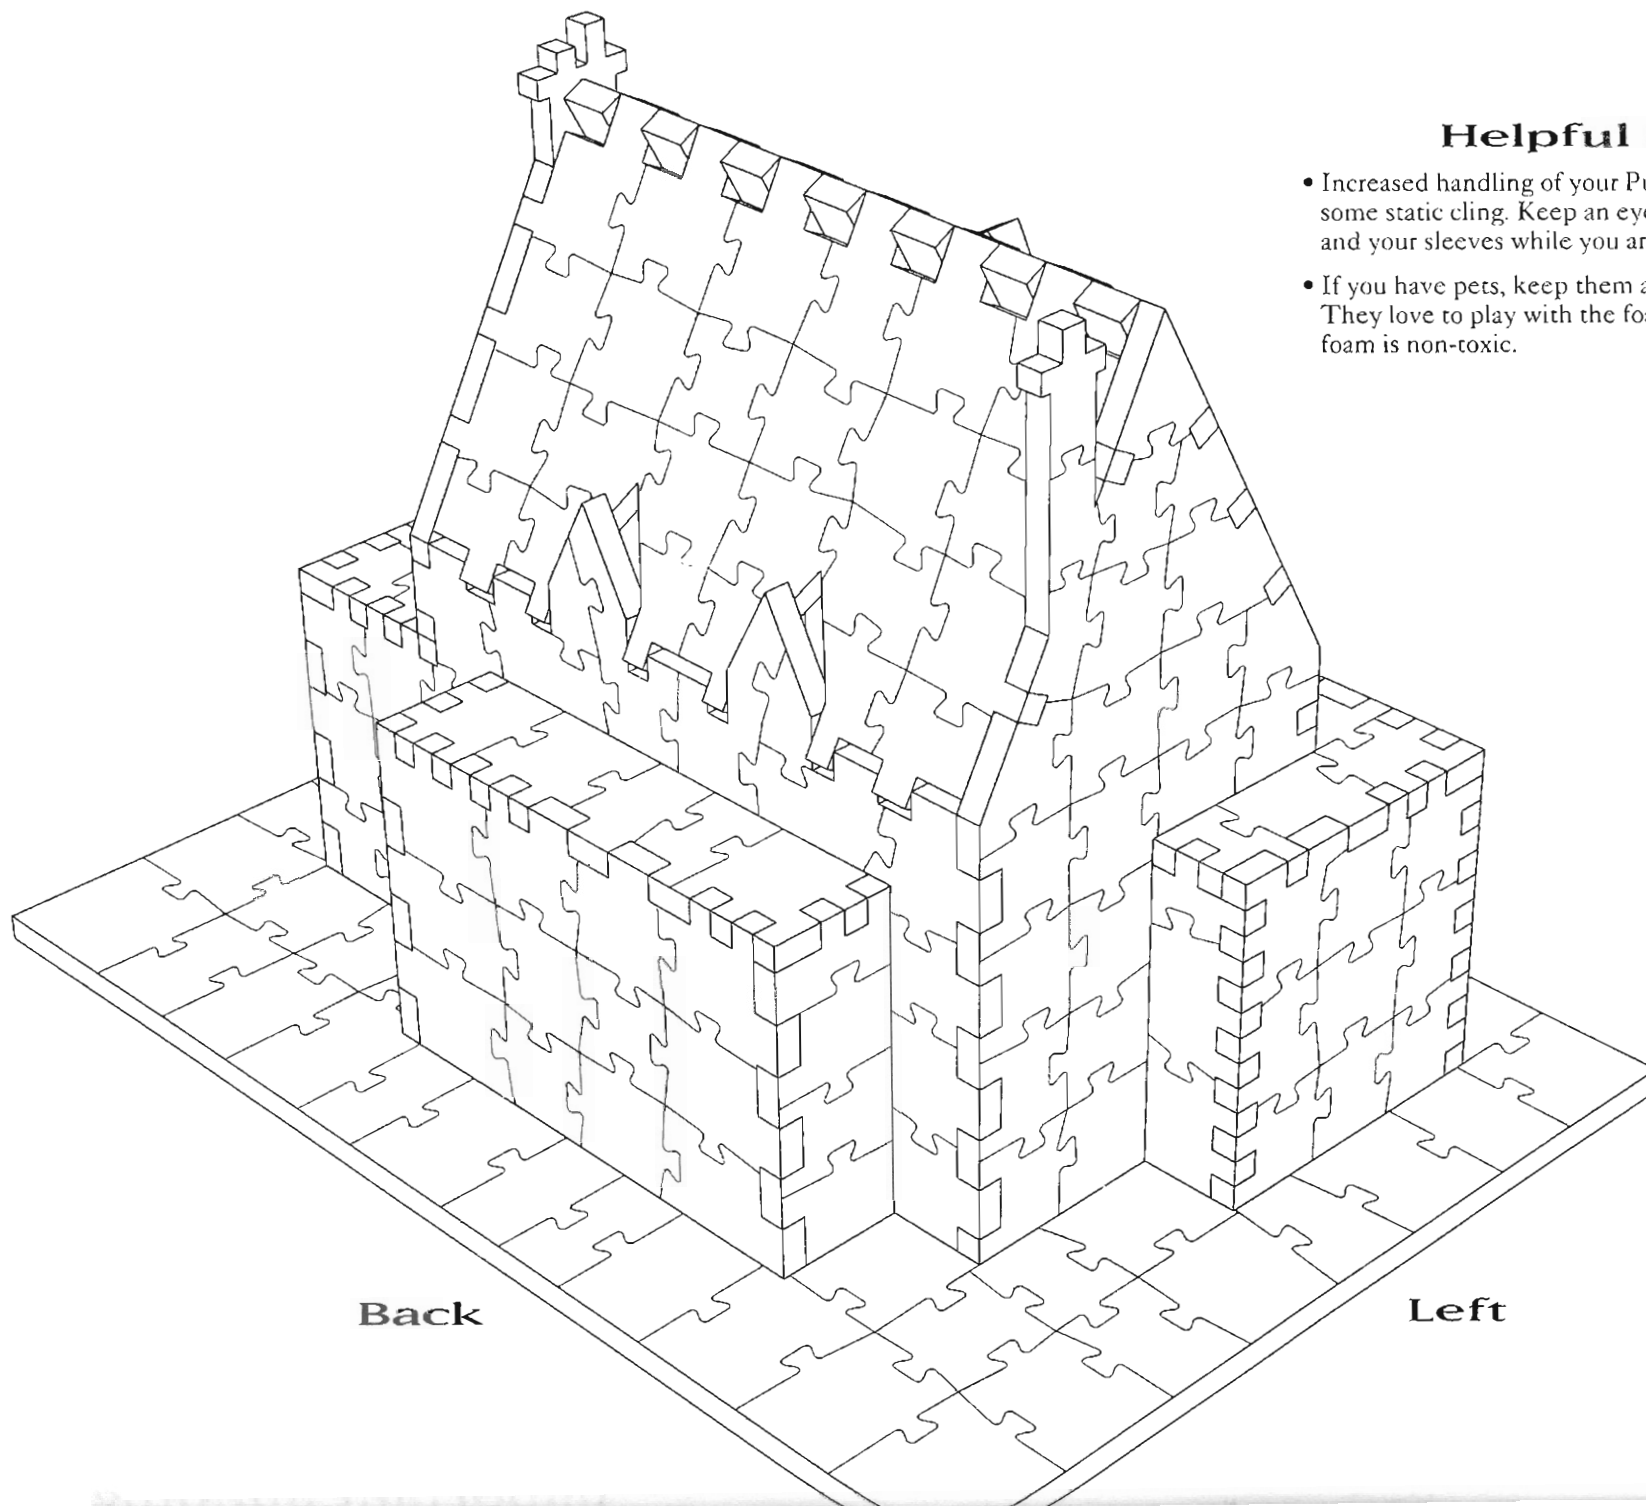 Helpful
• Increased handling of your Pu
some static cling. Keep an eye
and your sleeves while you ar
• If you have pets, keep them a
They love to play with the fo
foam is non-toxic.
Back
Left